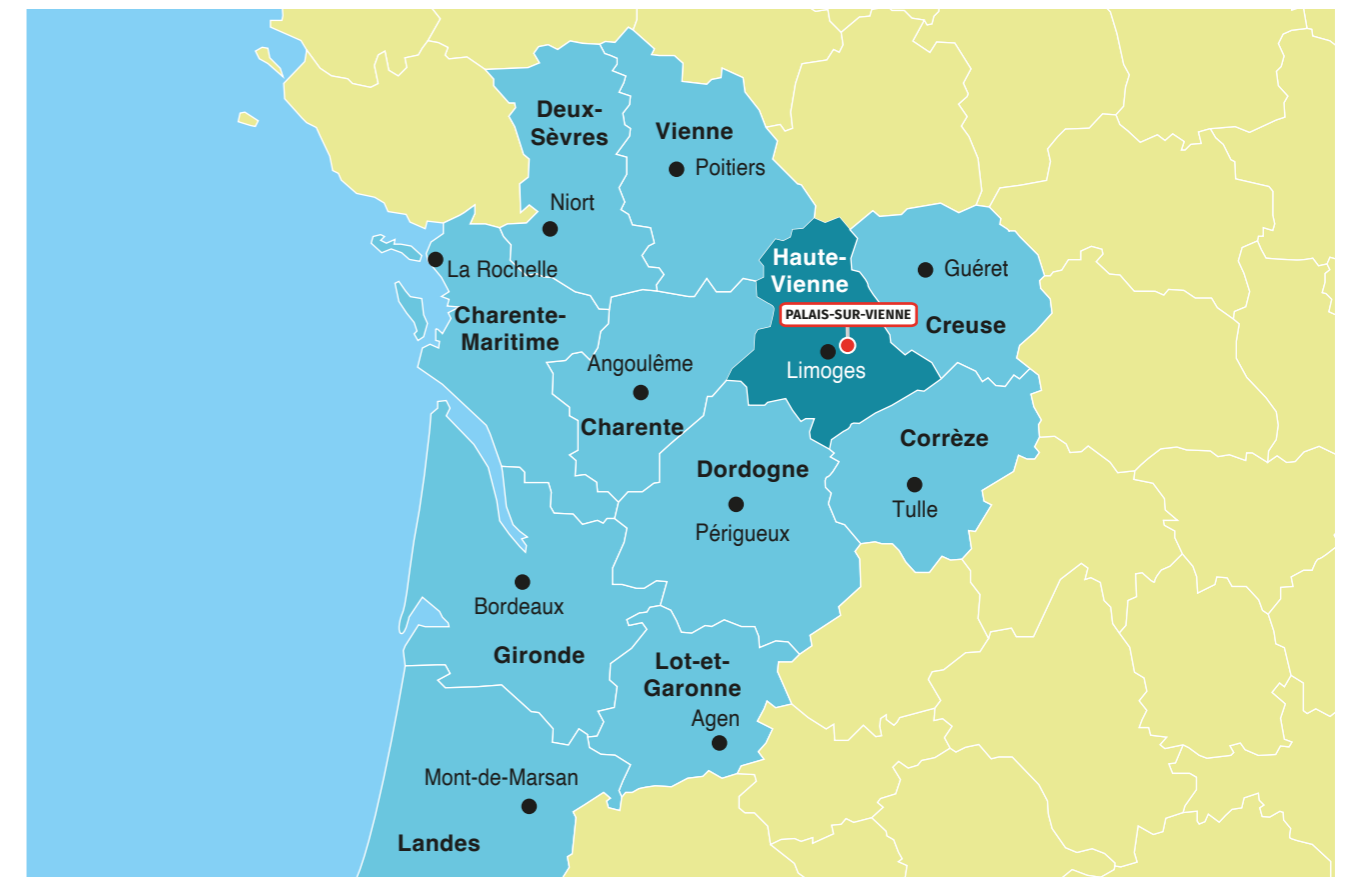 Deux-
Sèvres
Vienne
Poitiers
Niort
La Rochelle
Haute-
Vienne
Guéret
Charente-
Maritime
PALAIS-SUR-VIENNE
Creuse
Angoulême
Limoges
Charente
Corrèze
Dordogne
Tulle
Périgueux
Bordeaux
Gironde
Lot-et-
Garonne
Agen
Mont-de-Marsan
Landes